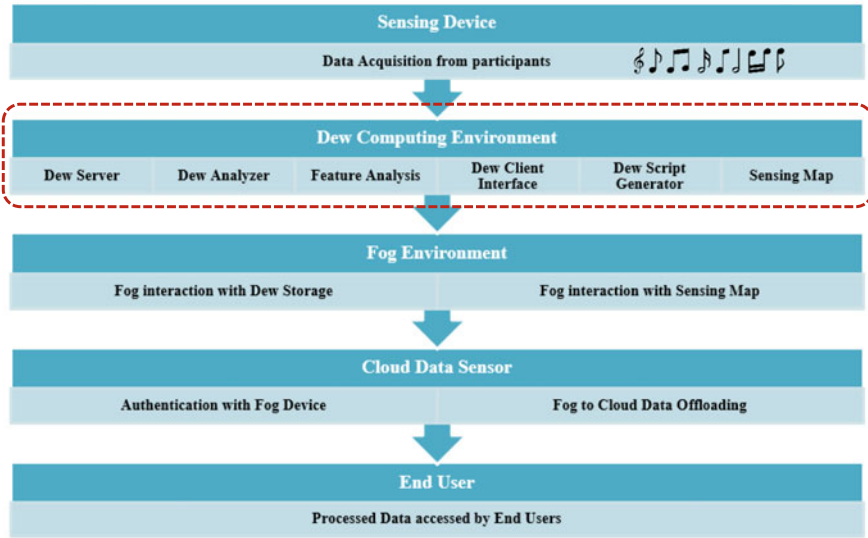 Sensing Device
Data Acquisition from participants
Dew Computing Environment
Dew Server
Dew Analyzer
Feature Analysis
Dew Client
Interface
Dew Script
Generator
Sensing Map
Fog Environment
Fog interaction with Dew Storage
Fog interaction with Sensing Map
Cloud Data Sensor
Authentication with Fog Device
Fog to Cloud Data Offloading
End User
Processed Data accessed by End Users